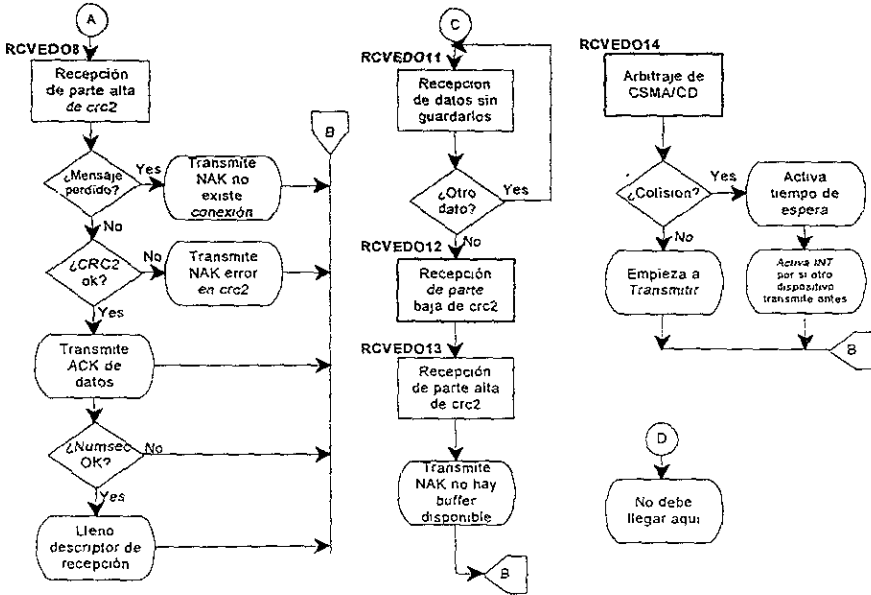 A
RCVEDO8
Recepción
de parte alta
de crc2
¿Mensaje
perdido?
Yes
Transmite
NAK no
existe
conexión
No
¿CRC2
ok?
No
Transmite
NAK error
en crc2
Yes
Transmite
ACK de
datos
¿Numsec
OK?
No
Yes
Lleno
descriptor de
recepción
B
C
RCVEDO11
Recepcion
de datos sin
guardarlos
¿Otro
dato?
Yes
No
RCVEDO12
Recepción
de parte
baja de crc2
RCVEDO13
Recepción
de parte alta
de crc2
Transmite
NAK no hay
buffer
disponible
B
RCVEDO14
Arbitraje de
CSMA/CD
¿Colision?
Yes
Activa
tiempo de
espera
No
Empieza a
Transmitir
Activa INT
por si otro
dispositivo
transmite antes
B
D
No debe
llegar aqui